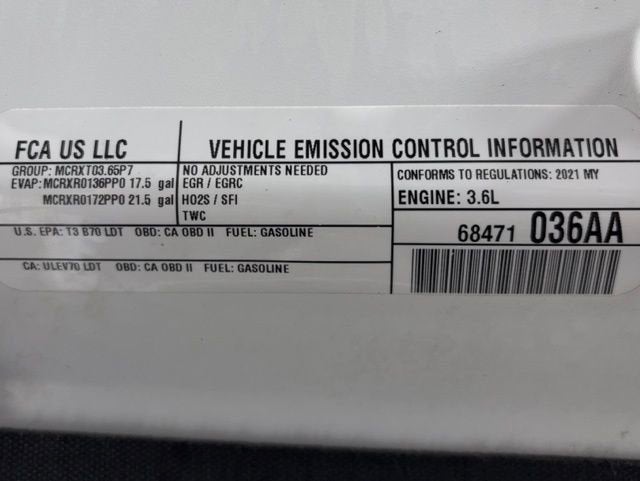 FCA US LLC
VEHICLE EMISSION CONTROL INFORMATION
GROUP: MCRXT03.65P7
EVAP: MCRXR0136PP0 17.5 gal
MCRXR0172PP0 21.5 gal
NO ADJUSTMENTS NEEDED
EGR / EGRC
HO2S / SFI
TWC
CONFORMS TO REGULATIONS: 2021 MY
ENGINE: 3.6L
U.S. EPA: T3 B70 LDT OBD: CA OBD II FUEL: GASOLINE
CA: ULEV70 LDT OBD: CA OBD II FUEL: GASOLINE
68471 036AA